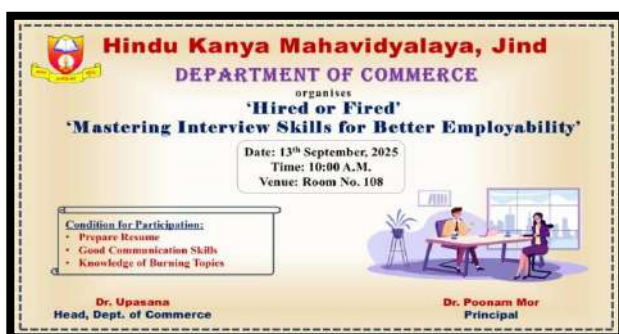 Hindu Kanya Mahavidyalaya, Jind
DEPARTMENT OF COMMERCE
organises
‘Hired or Fired’
‘Mastering Interview Skills for Better Employability’
Date: 13th September, 2025
Time: 10:00 A.M.
Venue: Room No. 108
Condition for Participation:
• Prepare Resume
• Good Communication Skills
• Knowledge of Burning Topics
Dr. Upasana
Head, Dept. of Commerce
Dr. Poonam Mor
Principal